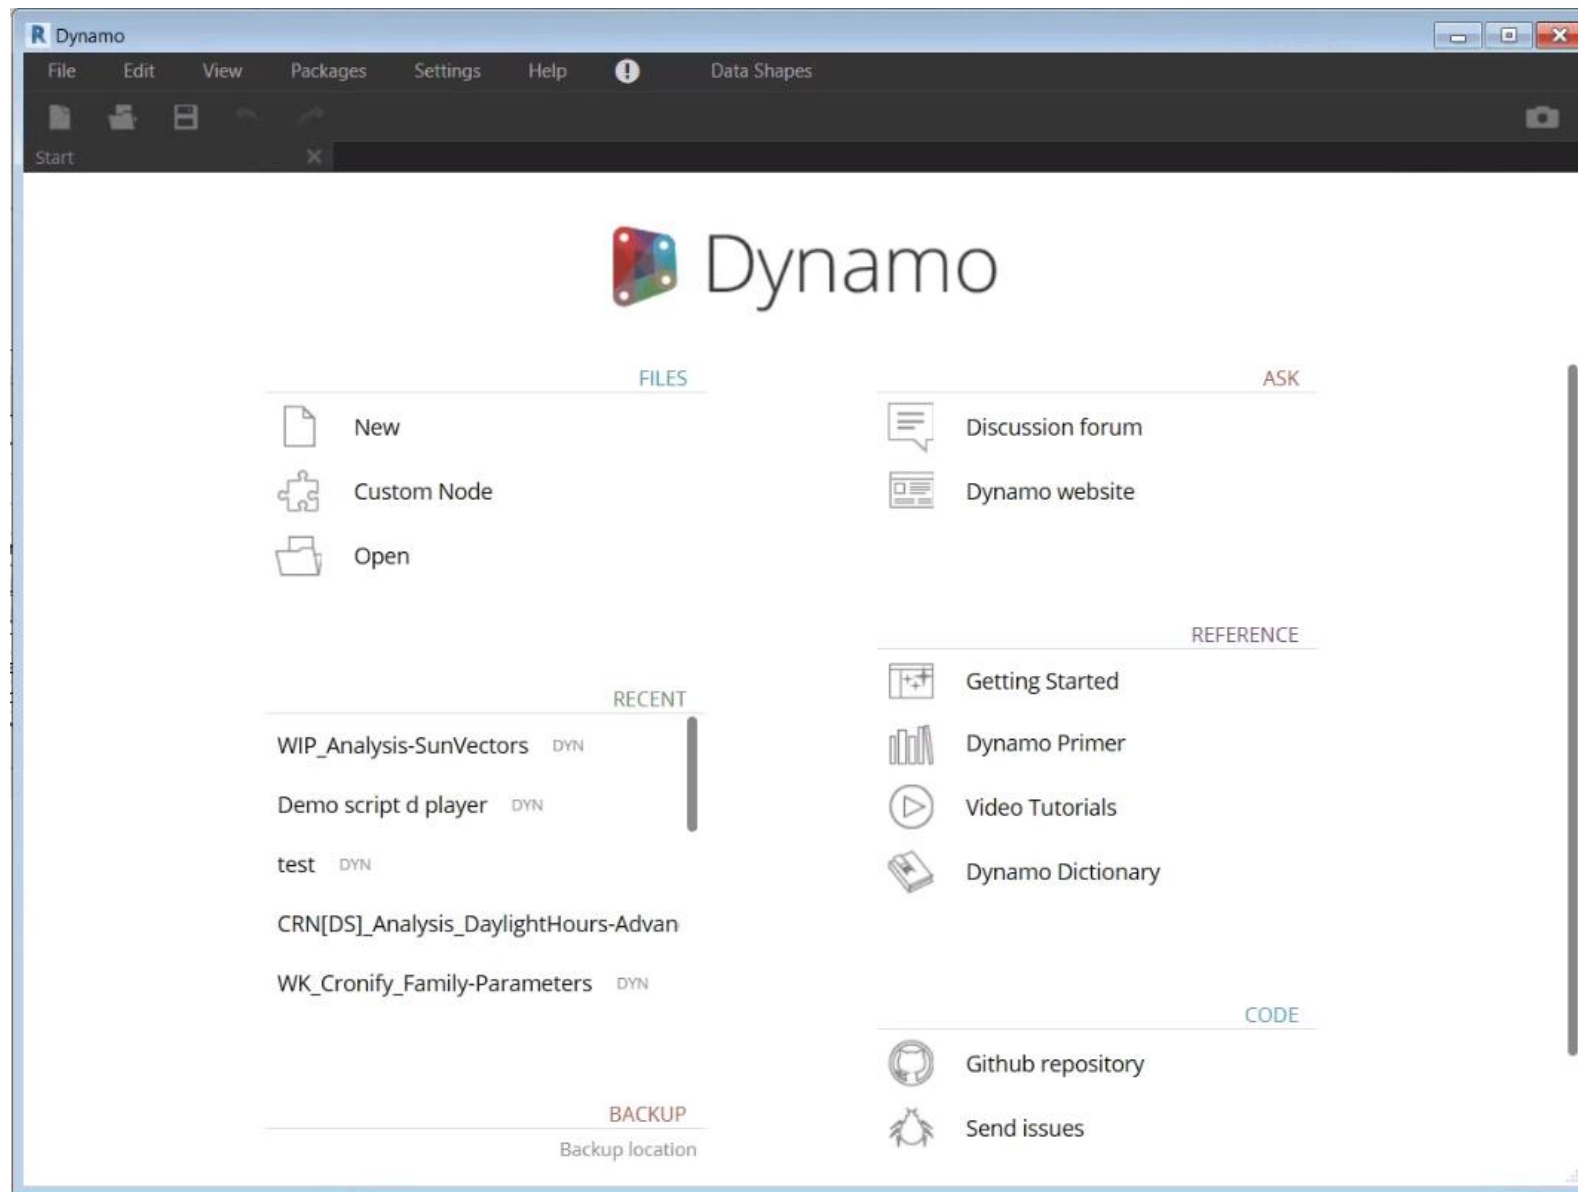 Dynamo
File Edit View Packages Settings Help Data Shapes
Start
Dynamo
FILES
New
Custom Node
Open
RECENT
WIP_Analysis-SunVectors DYN
Demo script d player DYN
test DYN
CRN[DS]_Analysis_DaylightHours-Advan
WK_Cronify_Family-Parameters DYN
BACKUP
Backup location
ASK
Discussion forum
Dynamo website
REFERENCE
Getting Started
Dynamo Primer
Video Tutorials
Dynamo Dictionary
CODE
Github repository
Send issues